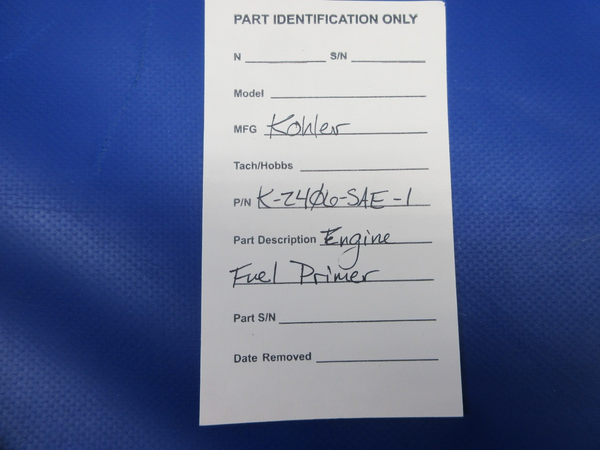 PART IDENTIFICATION ONLY
N S/N
Model
MFG Kohler
Tach/Hobbs
P/N K-2406-SAE-1
Part Description Engine
Fuel Primer
Part S/N
Date Removed